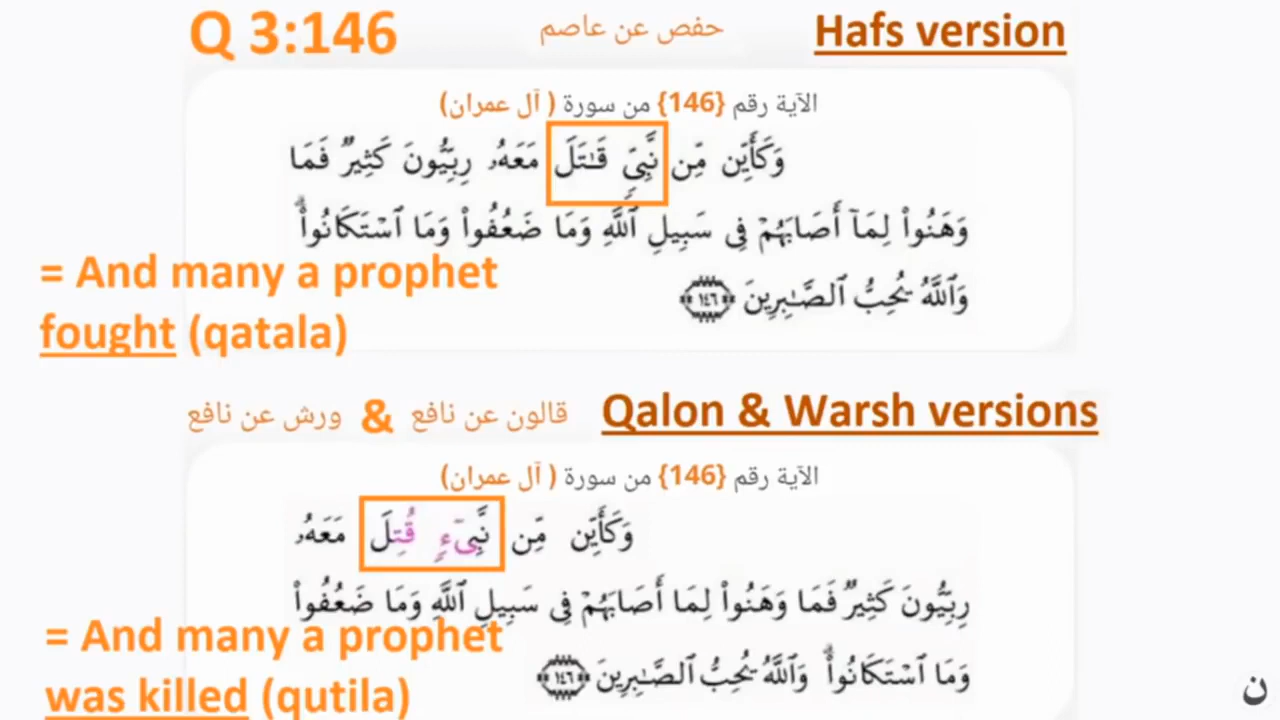 Q 3:146
حفص عن عاصم
Hafs version
الآية رقم {146} من سورة ( آل عمران)
وَكَأَيِّن مِّن نَّبِيٍّ قَـٰتَلَ مَعَهُۥ رِبِّيُّونَ كَثِيرٌ فَمَا
وَهَنُوا۟ لِمَآ أَصَابَهُمْ فِى سَبِيلِ ٱللَّهِ وَمَا ضَعُفُوا۟ وَمَا ٱسْتَكَانُوا۟ ۗ
وَٱللَّهُ يُحِبُّ ٱلصَّـٰبِرِينَ ١٤٦
= And many a prophet
fought (qatala)
Qalon & Warsh versions
قالون عن نافع & ورش عن نافع
الآية رقم {146} من سورة ( آل عمران)
وَكَأَيِّن مِّن نَّبِىٓءٍ قُتِلَ مَعَهُۥ
رِبِّيُّونَ كَثِيرٌ فَمَا وَهَنُوا۟ لِمَا أَصَابَهُمْ فِى سَبِيلِ ٱللَّهِ وَمَا ضَعُفُوا۟
وَمَا ٱسْتَكَانُوا۟ ۗ وَٱللَّهُ يُحِبُّ ٱلصَّـٰبِرِينَ ١٤٦
= And many a prophet
was killed (qutila)
ن